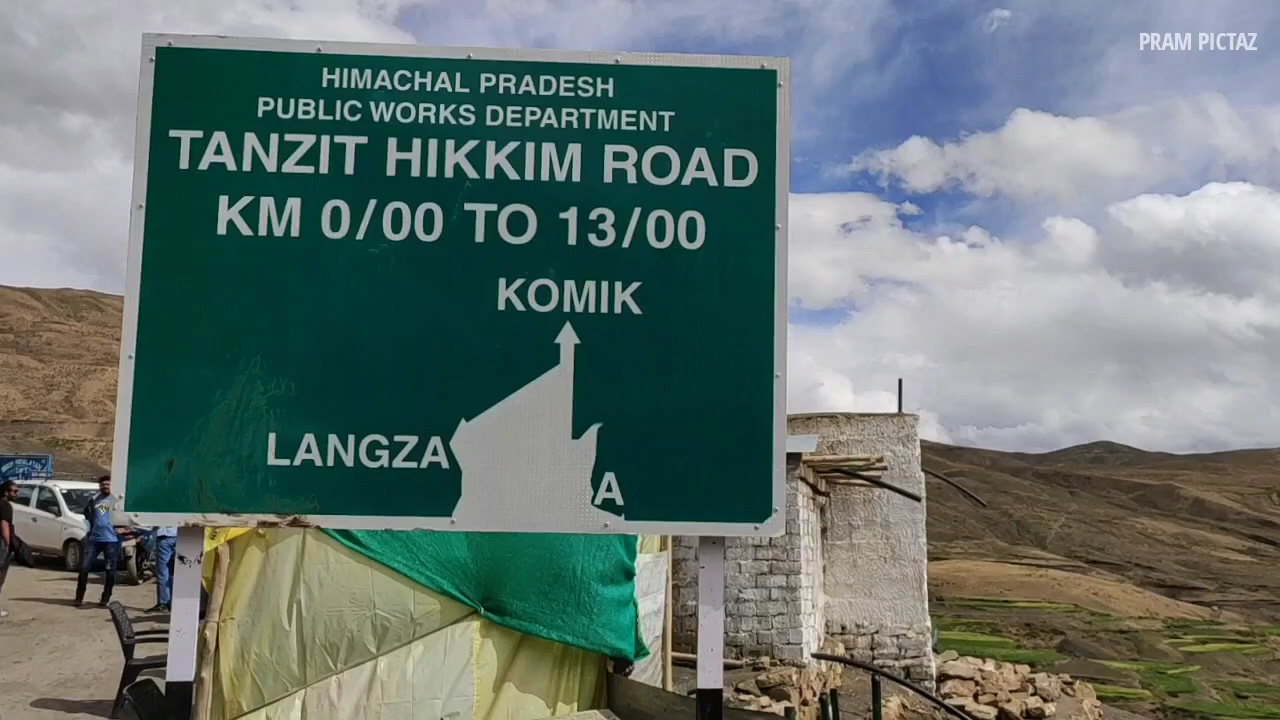 PRAM PICTAZ
HIMACHAL PRADESH
PUBLIC WORKS DEPARTMENT
TANZIT HIKKIM ROAD
KM 0/00 TO 13/00
KOMIK
LANGZA
A